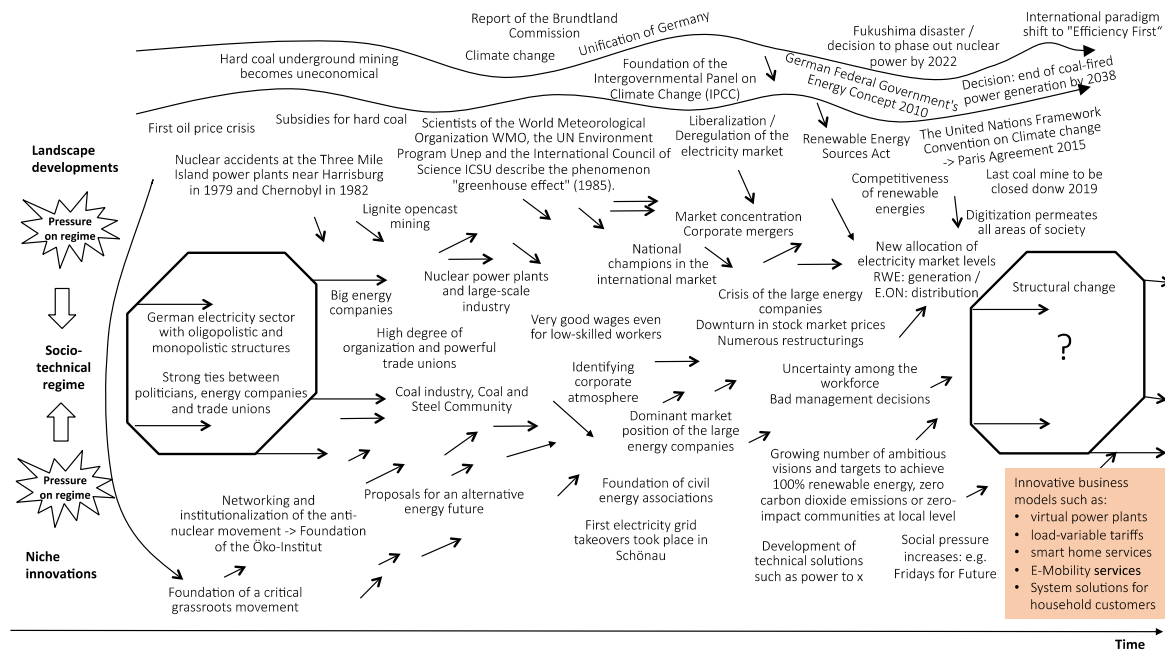 Report of the Brundtland
Commission
Unification of Germany
Climate change
Hard coal underground mining
becomes uneconomical
Foundation of the
Intergovernmental Panel on
Climate Change (IPCC)
Fukushima disaster /
decision to phase out nuclear
power by 2022
International paradigm
shift to "Efficiency First“
German Federal Government's
Energy Concept 2010
Decision: end of coal-fired
power generation by 2038
Landscape
developments
First oil price crisis
Subsidies for hard coal
Nuclear accidents at the Three Mile
Island power plants near Harrisburg
in 1979 and Chernobyl in 1982
Scientists of the World Meteorological
Organization WMO, the UN Environment
Program Unep and the International Council of
Science ICSU describe the phenomenon
"greenhouse effect" (1985).
Liberalization /
Deregulation of the
electricity market
Renewable Energy
Sources Act
The United Nations Framework
Convention on Climate change
-> Paris Agreement 2015
Competitiveness
of renewable
energies
Last coal mine to be
closed donw 2019
Digitization permeates
all areas of society
Pressure
on regime
Lignite opencast
mining
Market concentration
Corporate mergers
National
champions in the
international market
New allocation of
electricity market levels
RWE: generation /
E.ON: distribution
Nuclear power plants
and large-scale
industry
Big energy
companies
Crisis of the large energy
companies
Downturn in stock market prices
Numerous restructurings
Structural change
?
German electricity sector
with oligopolistic and
monopolistic structures
Very good wages even
for low-skilled workers
High degree of
organization and powerful
trade unions
Socio-
technical
regime
Strong ties between
politicians, energy companies
and trade unions
Identifying
corporate
atmosphere
Uncertainty among the
workforce
Bad management decisions
Coal industry, Coal and
Steel Community
Dominant market
position of the large
energy companies
Pressure
on regime
Growing number of ambitious
visions and targets to achieve
100% renewable energy, zero
carbon dioxide emissions or zero-
impact communities at local level
Networking and
institutionalization of the anti-
nuclear movement -> Foundation
of the Öko-Institut
Proposals for an alternative
energy future
Foundation of civil
energy associations
First electricity grid
takeovers took place in
Schönau
Niche
innovations
Foundation of a critical
grassroots movement
Development of
technical solutions
such as power to x
Social pressure
increases: e.g.
Fridays for Future
Innovative business
models such as:
• virtual power plants
• load-variable tariffs
• smart home services
• E-Mobility services
• System solutions for
household customers
Time